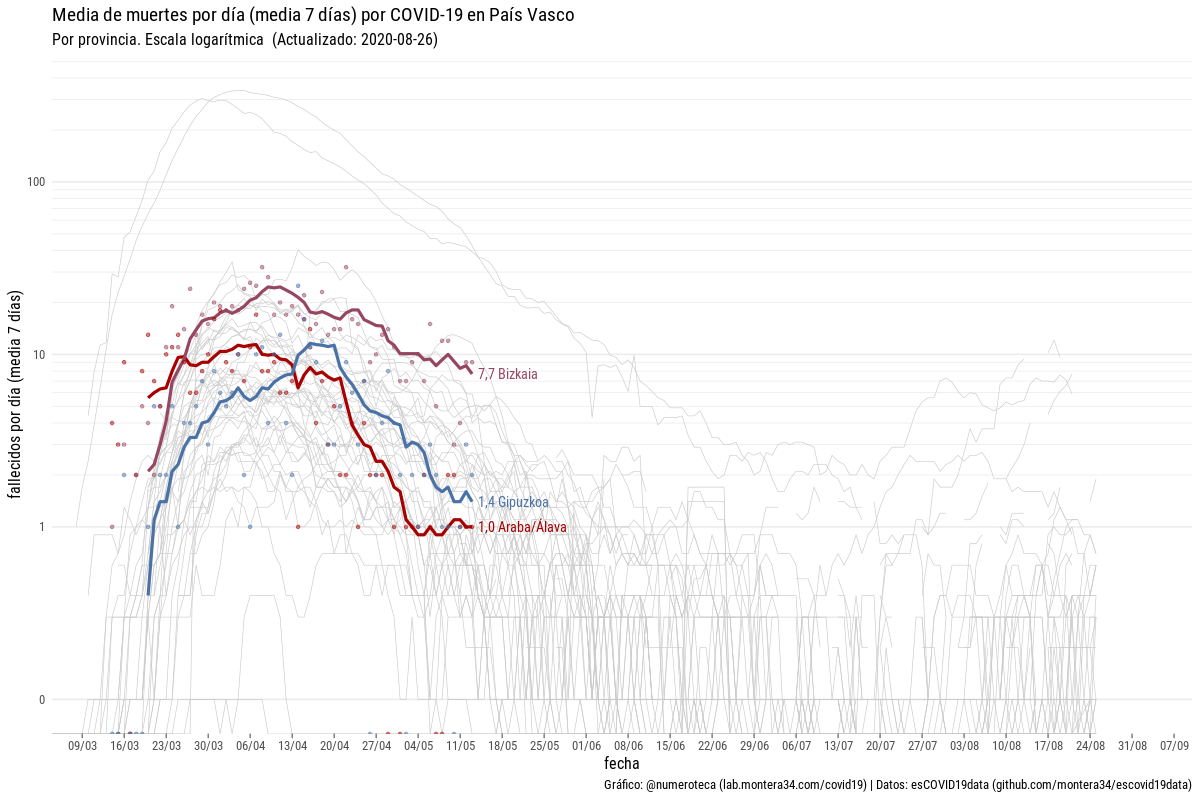 Media de muertes por día (media 7 días) por COVID-19 en País Vasco
Por provincia. Escala logarítmica  (Actualizado: 2020-08-26)
fallecidos por día (media 7 días)
100
10
1
0
7,7 Bizkaia
1,4 Gipuzkoa
1,0 Araba/Álava
09/03 16/03 23/03 30/03 06/04 13/04 20/04 27/04 04/05 11/05 18/05 25/05 01/06 08/06 15/06 22/06 29/06 06/07 13/07 20/07 27/07 03/08 10/08 17/08 24/08 31/08 07/09
fecha
Gráfico: @numeroteca (lab.montera34.com/covid19) | Datos: esCOVID19data (github.com/montera34/escovid19data)